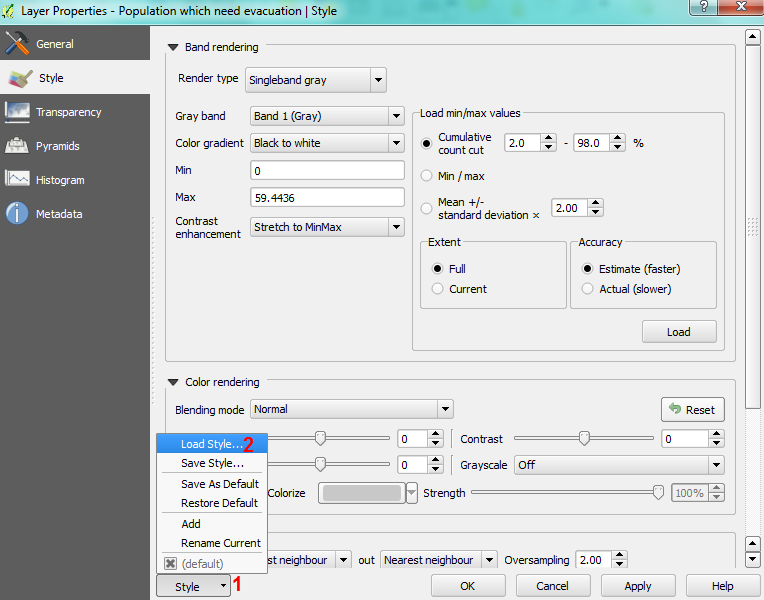 Layer Properties - Population which need evacuation | Style
General
Style
Transparency
Pyramids
Histogram
Metadata
Band rendering
Render type Singleband gray
Gray band Band 1 (Gray)
Color gradient Black to white
Min 0
Max 59.4436
Contrast
enhancement Stretch to MinMax
Load min/max values
Cumulative
count cut 2.0 - 98.0 %
Min / max
Mean +/-
standard deviation × 2.00
Extent
Full
Current
Accuracy
Estimate (faster)
Actual (slower)
Load
Color rendering
Blending mode Normal Reset
0 Contrast 0
0 Grayscale Off
Colorize Strength 100%
neighbour out Nearest neighbour Oversampling 2.00
Load Style... 2
Save Style...
Save As Default
Restore Default
Add
Rename Current
(default)
Style 1
OK Cancel Apply Help